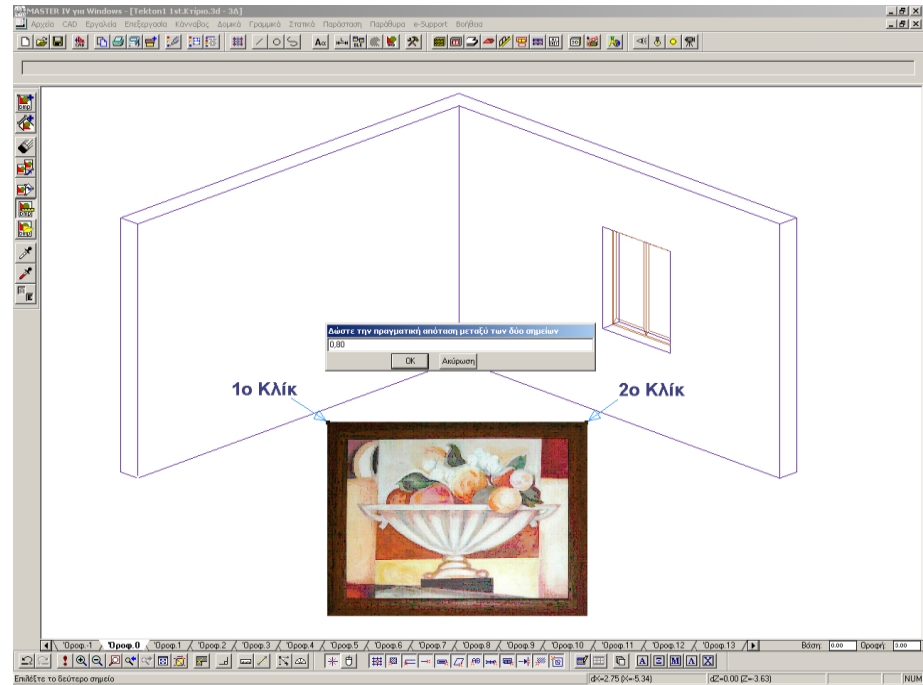 MASTER IV για Windows - [Tekton1 1st.Κτίριο.3d - 3Δ]
Αρχείο CAD Εργαλεία Επεξεργασία Κάνναβος Δομικά Γραμμικά Στατικά Παράσταση Παράθυρα e-Support Βοήθεια
Δώστε την πραγματική απόταση μεταξύ των δύο σημείων
0,80
OK Ακύρωση
1ο Κλίκ
2ο Κλίκ
Όροφ.-1 Όροφ.0 Όροφ.1 Όροφ.2 Όροφ.3 Όροφ.4 Όροφ.5 Όροφ.6 Όροφ.7 Όροφ.8 Όροφ.9 Όροφ.10 Όροφ.11 Όροφ.12 Όροφ.13 Βάση: 0.00 Οροφή: 0.00
Επιλέξτε το δεύτερο σημείο dX=2.75 (X=-5.34) dZ=0.00 (Z=-3.63) NUM